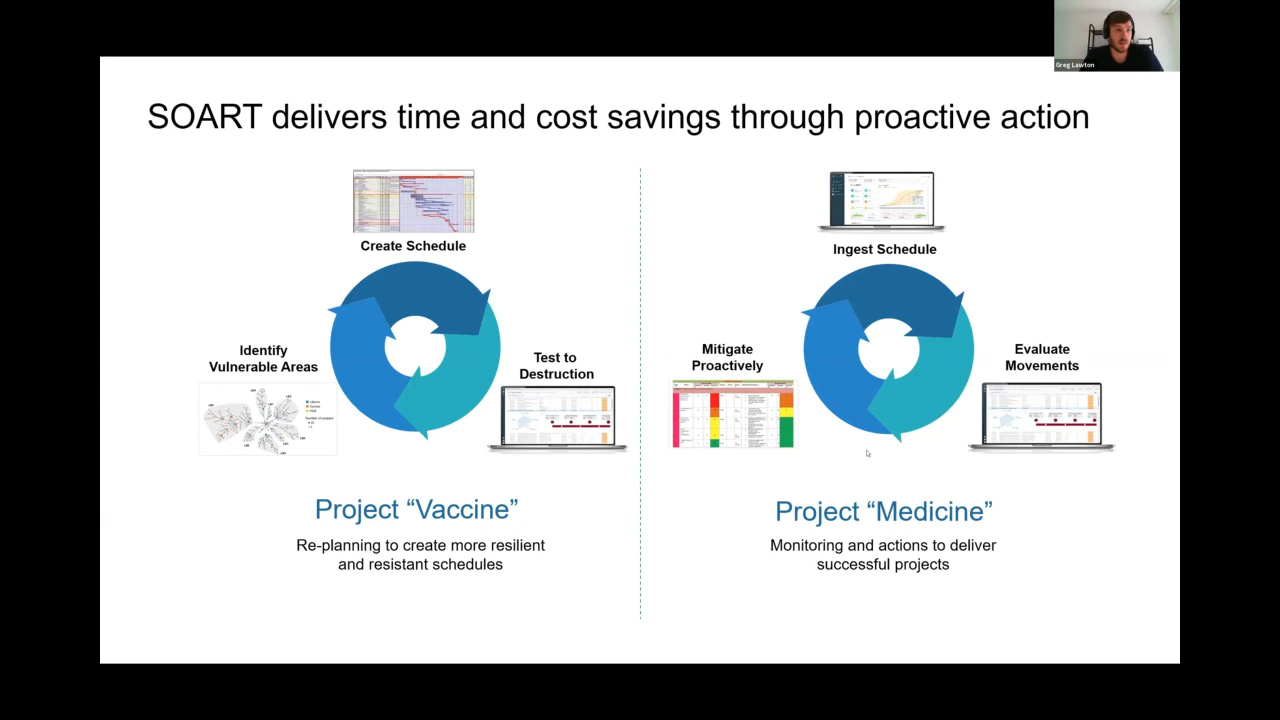 Greg Lawton
SOART delivers time and cost savings through proactive action
Create Schedule
Identify
Vulnerable Areas
Test to
Destruction
Project “Vaccine”
Re-planning to create more resilient
and resistant schedules
Ingest Schedule
Mitigate
Proactively
Evaluate
Movements
Project “Medicine”
Monitoring and actions to deliver
successful projects